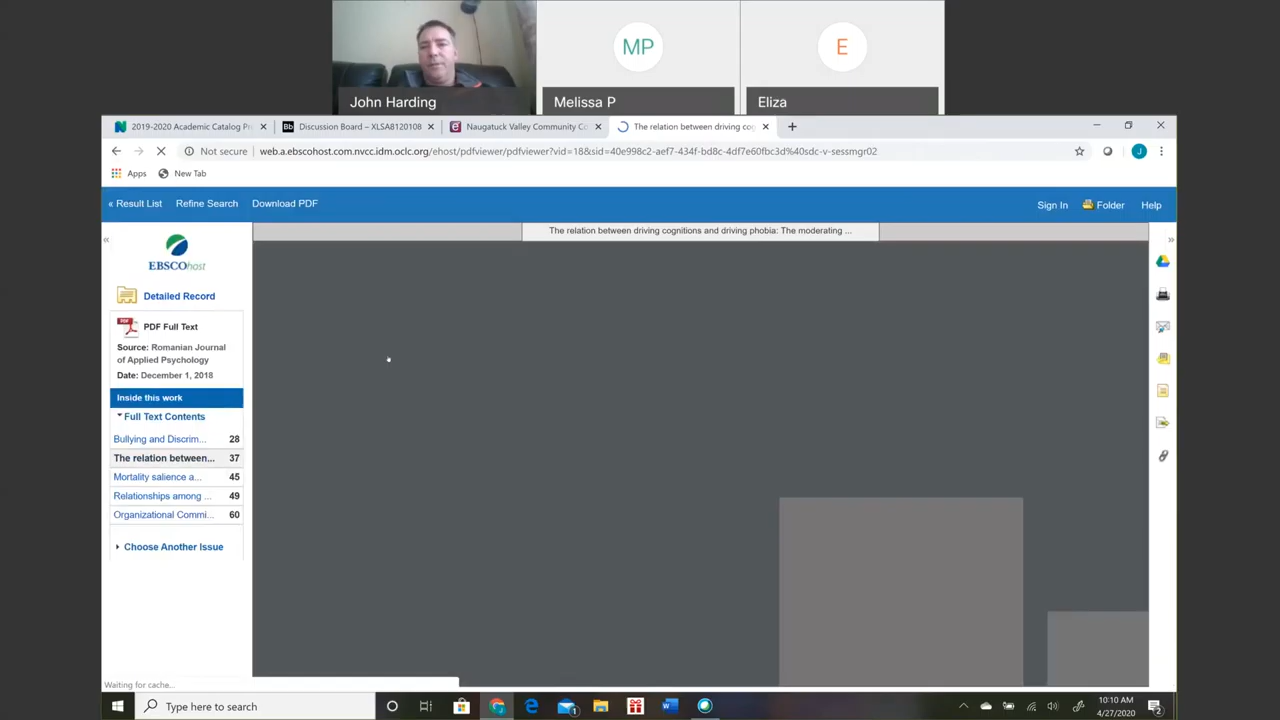 MP
E
John Harding
Melissa P
Eliza
2019-2020 Academic Catalog Pr
Bb Discussion Board – XLSA8120108
Naugatuck Valley Community Co
The relation between driving cog
Not secure web.a.ebscohost.com.nvcc.idm.oclc.org/ehost/pdfviewer/pdfviewer?vid=18&sid=40e998c2-aef7-434f-bd8c-4df7e60fbc3d%40sdc-v-sessmgr02
J
Apps New Tab
« Result List Refine Search Download PDF
Sign In Folder Help
The relation between driving cognitions and driving phobia: The moderating ...
EBSCOhost
Detailed Record
PDF Full Text
Source: Romanian Journal
of Applied Psychology
Date: December 1, 2018
Inside this work
Full Text Contents
Bullying and Discrim... 28
The relation between... 37
Mortality salience a... 45
Relationships among ... 49
Organizational Commi... 60
Choose Another Issue
Waiting for cache...
Type here to search
10:10 AM
4/27/2020